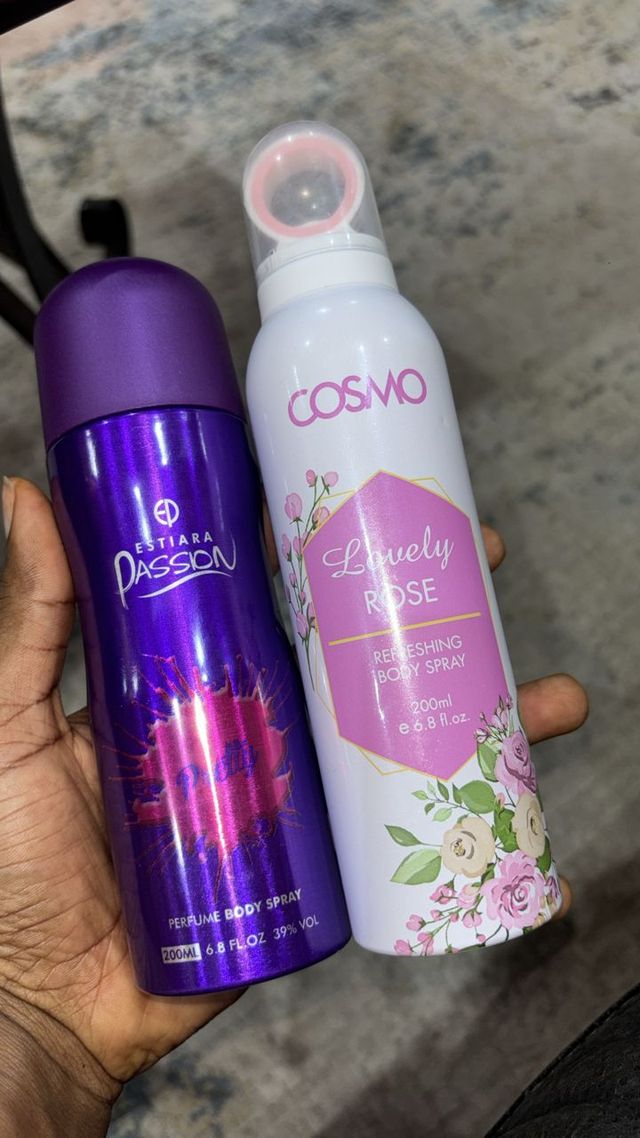 ESTIARA
PASSION
Pretty
PERFUME BODY SPRAY
200ML 6.8 FL.OZ 39% VOL
COSMO
Lovely
ROSE
REFRESHING
BODY SPRAY
200ml
e 6.8 fl.oz.